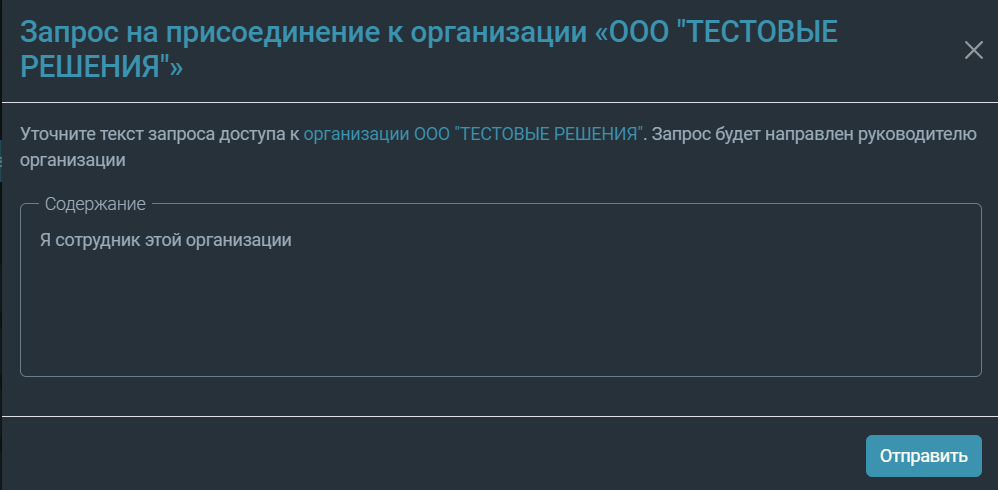 Запрос на присоединение к организации «ООО "ТЕСТОВЫЕ
РЕШЕНИЯ"»
Уточните текст запроса доступа к организации ООО "ТЕСТОВЫЕ РЕШЕНИЯ". Запрос будет направлен руководителю
организации
Содержание
Я сотрудник этой организации
Отправить